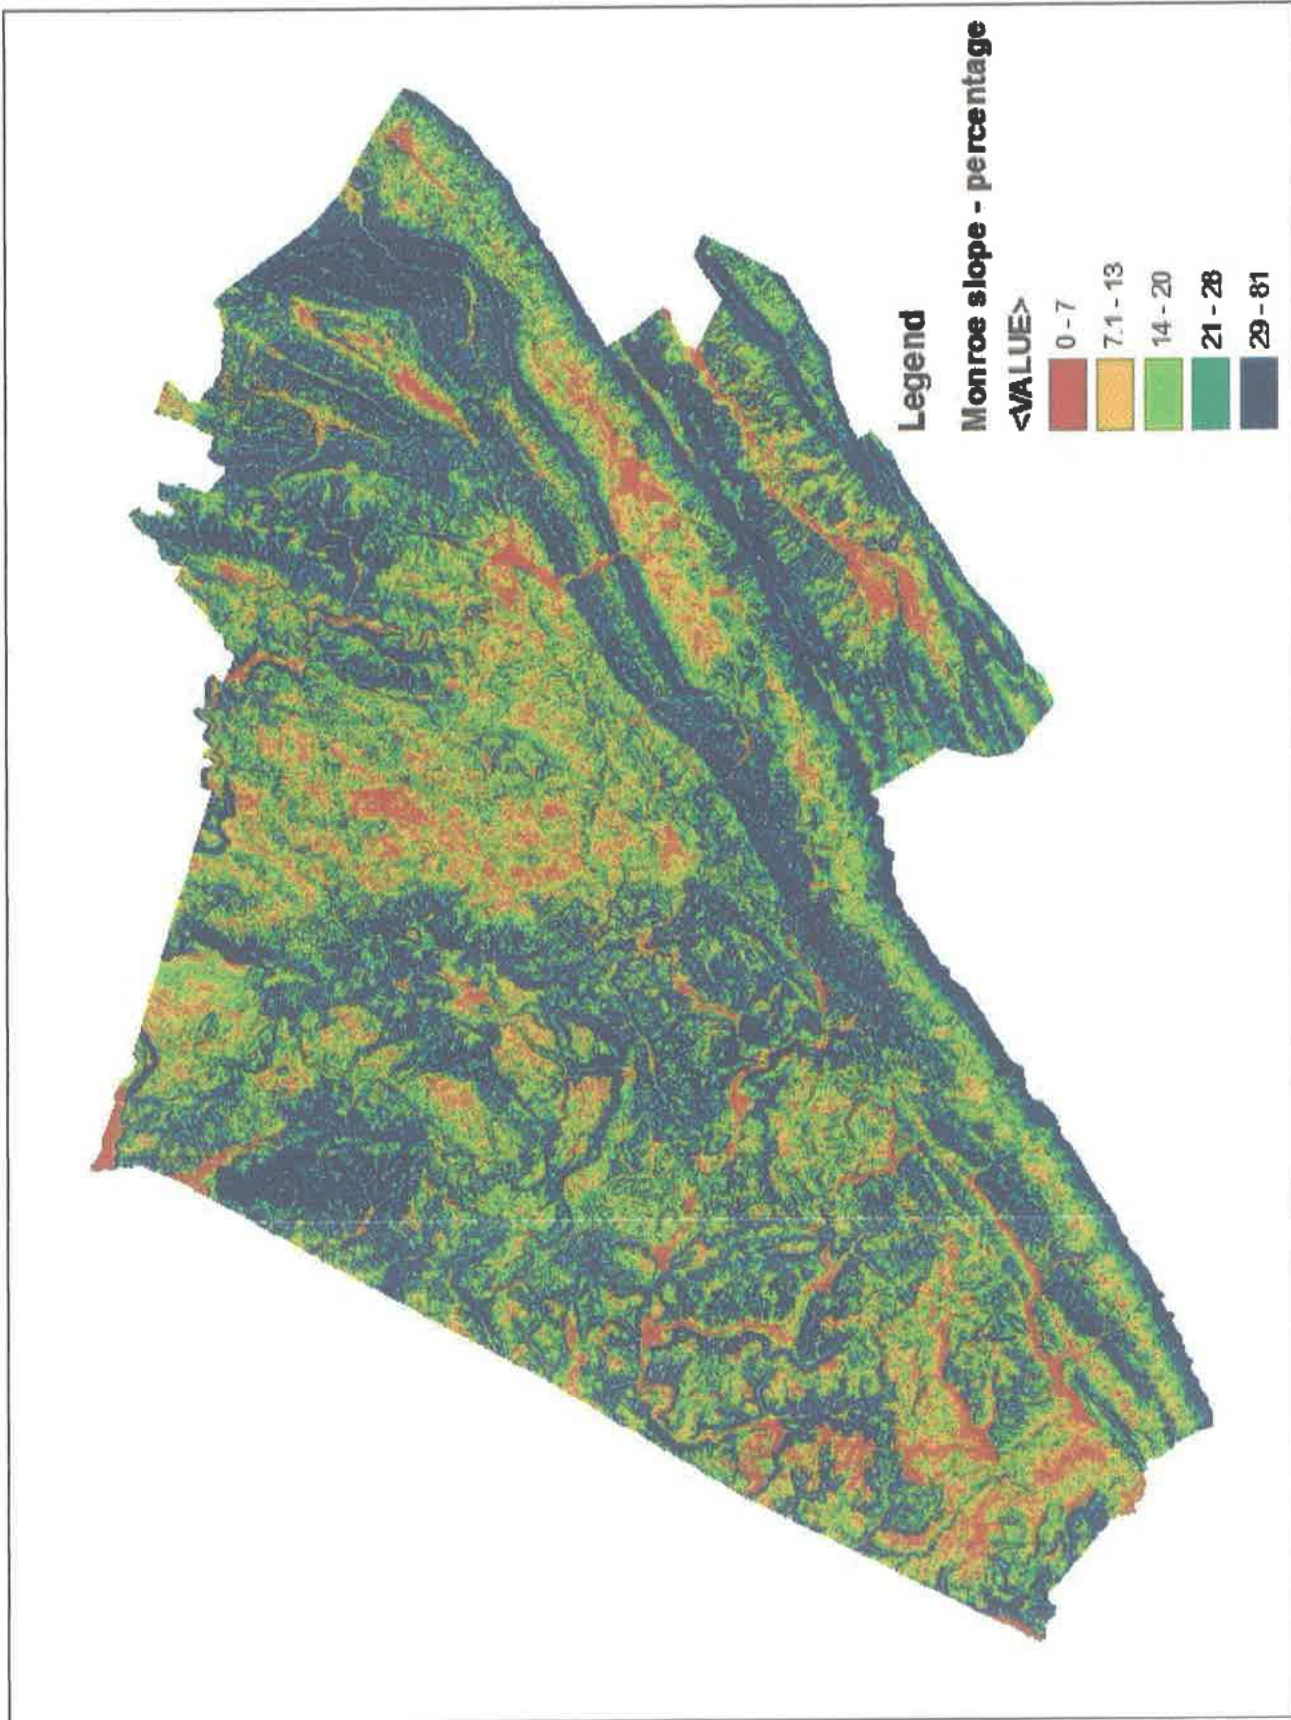 Legend
Monroe slope - percentage
<VALUE>
0 - 7
7.1 - 13
14 - 20
21 - 28
29 - 81